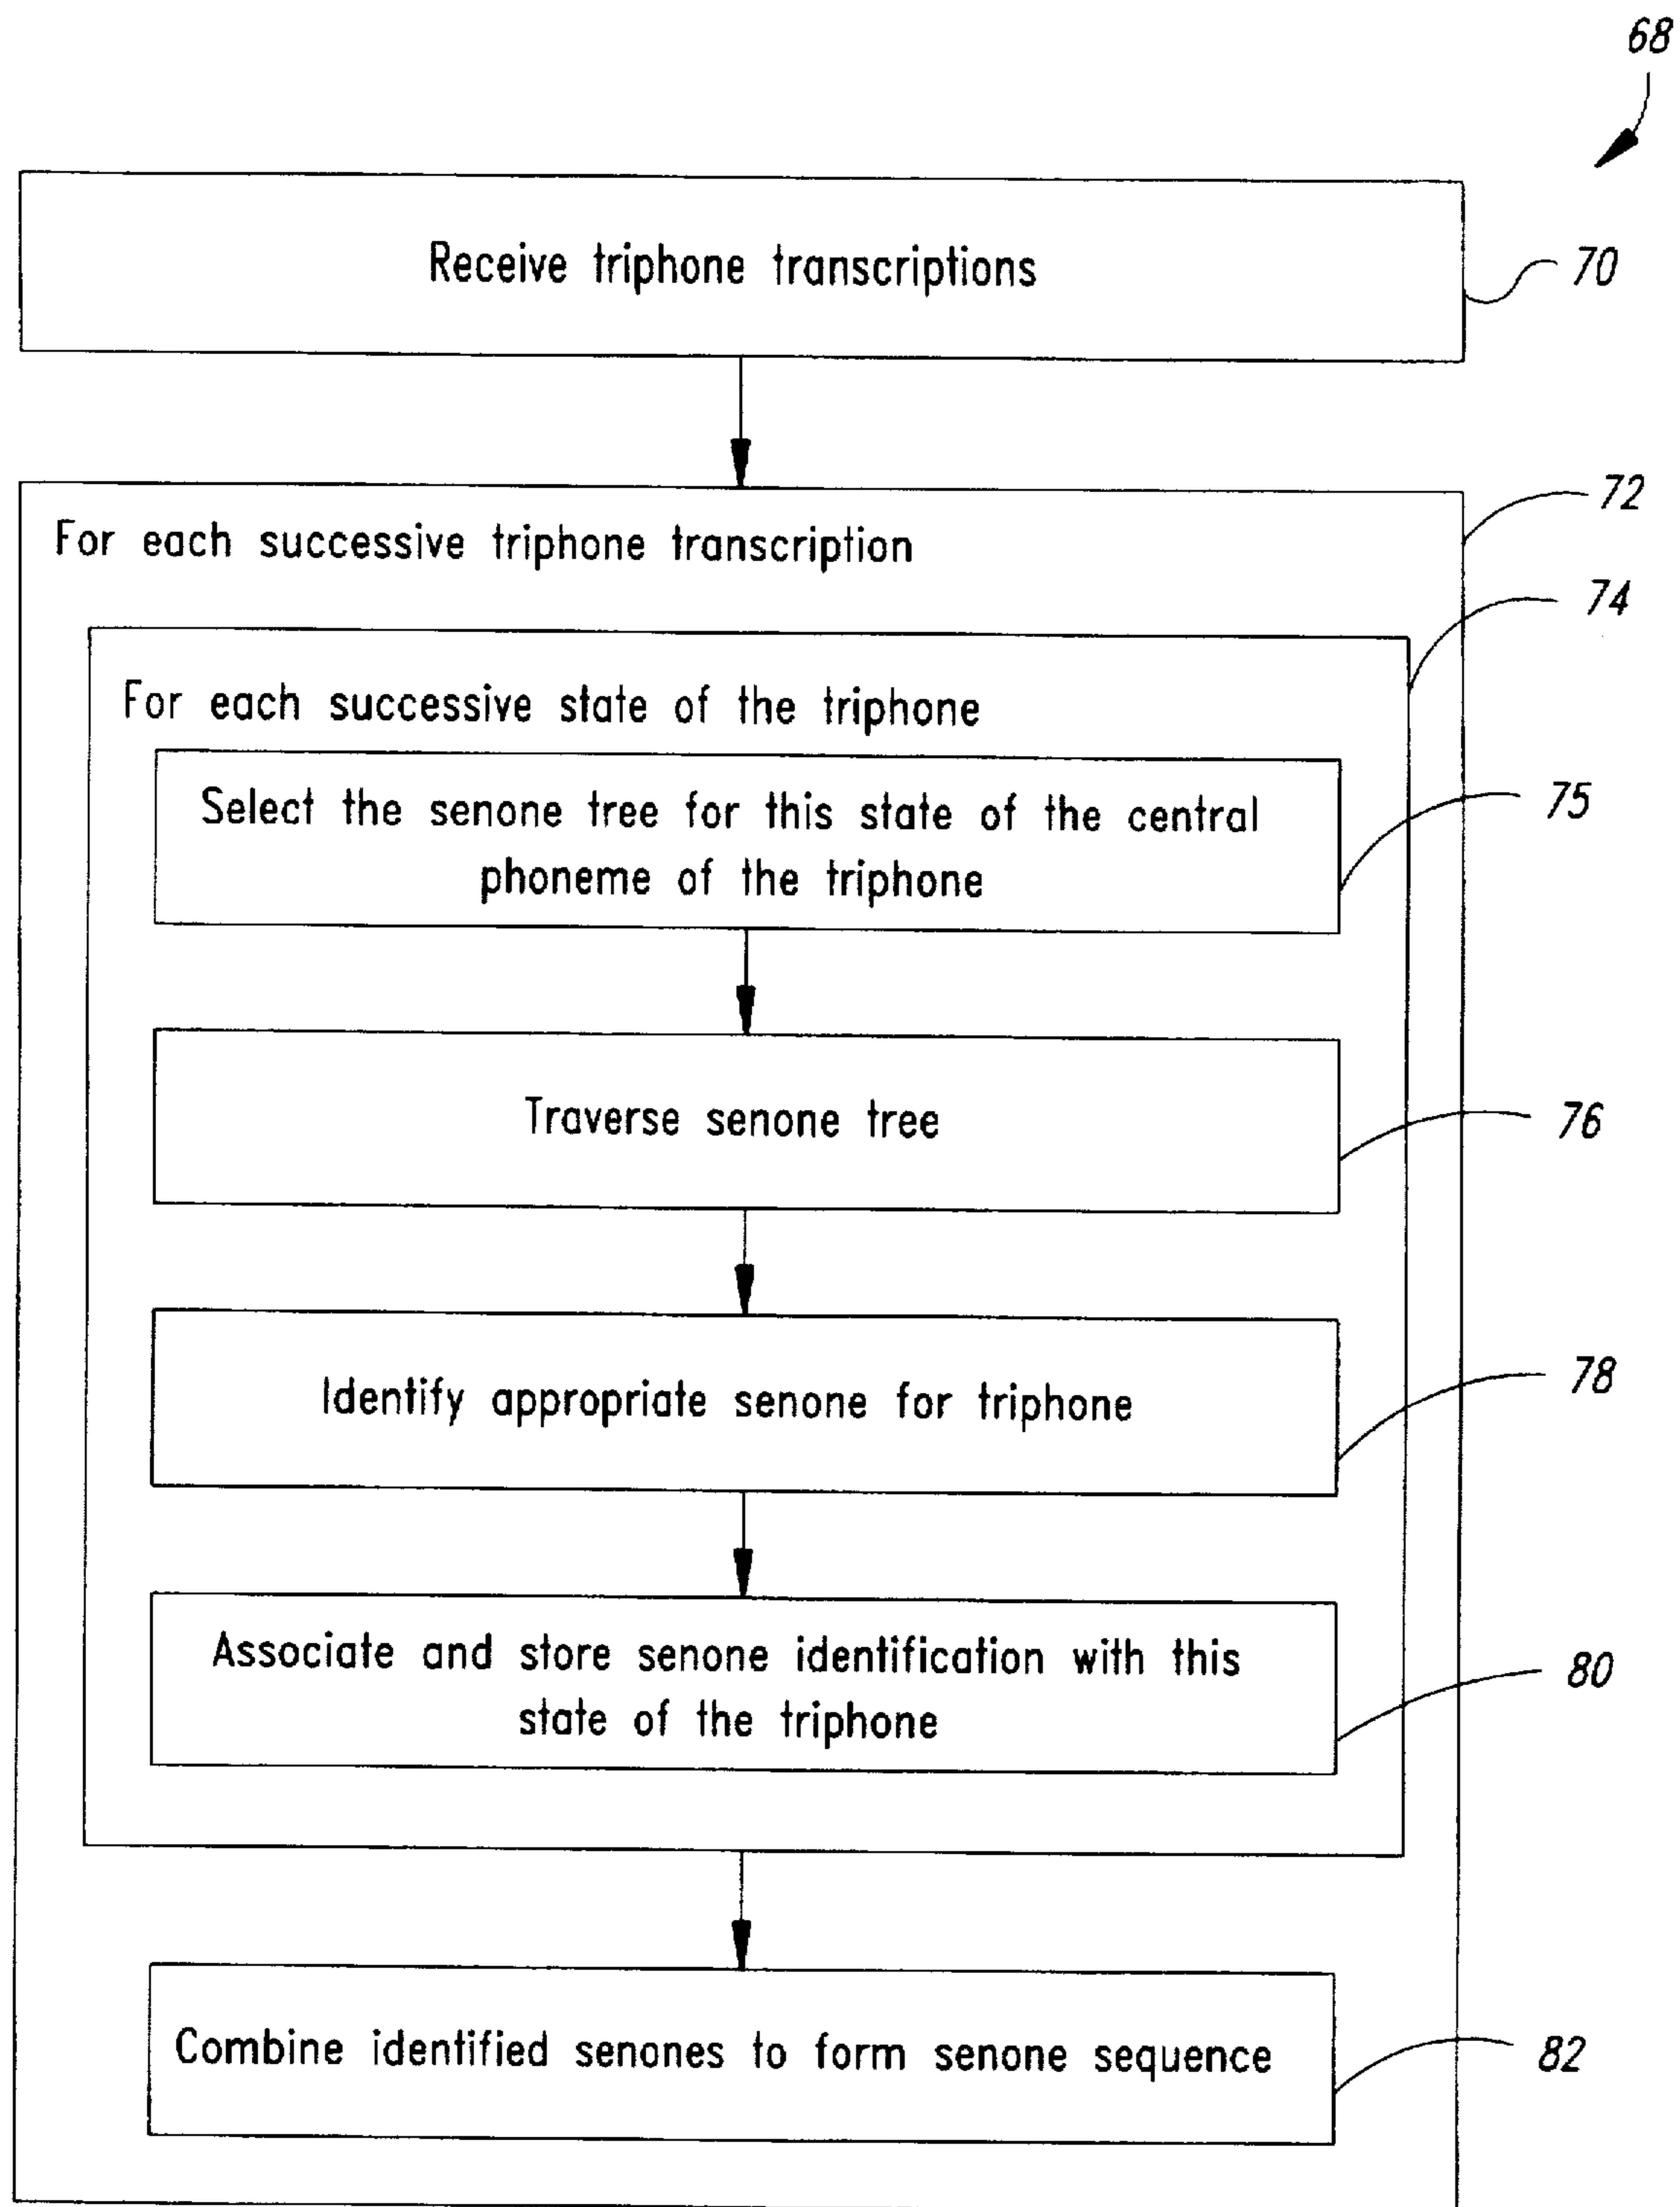 68
Receive triphone transcriptions
70
72
For each successive triphone transcription
74
For each successive state of the triphone
Select the senone tree for this state of the central
phoneme of the triphone
75
Traverse senone tree
76
Identify appropriate senone for triphone
78
Associate and store senone identification with this
state of the triphone
80
Combine identified senones to form senone sequence
82